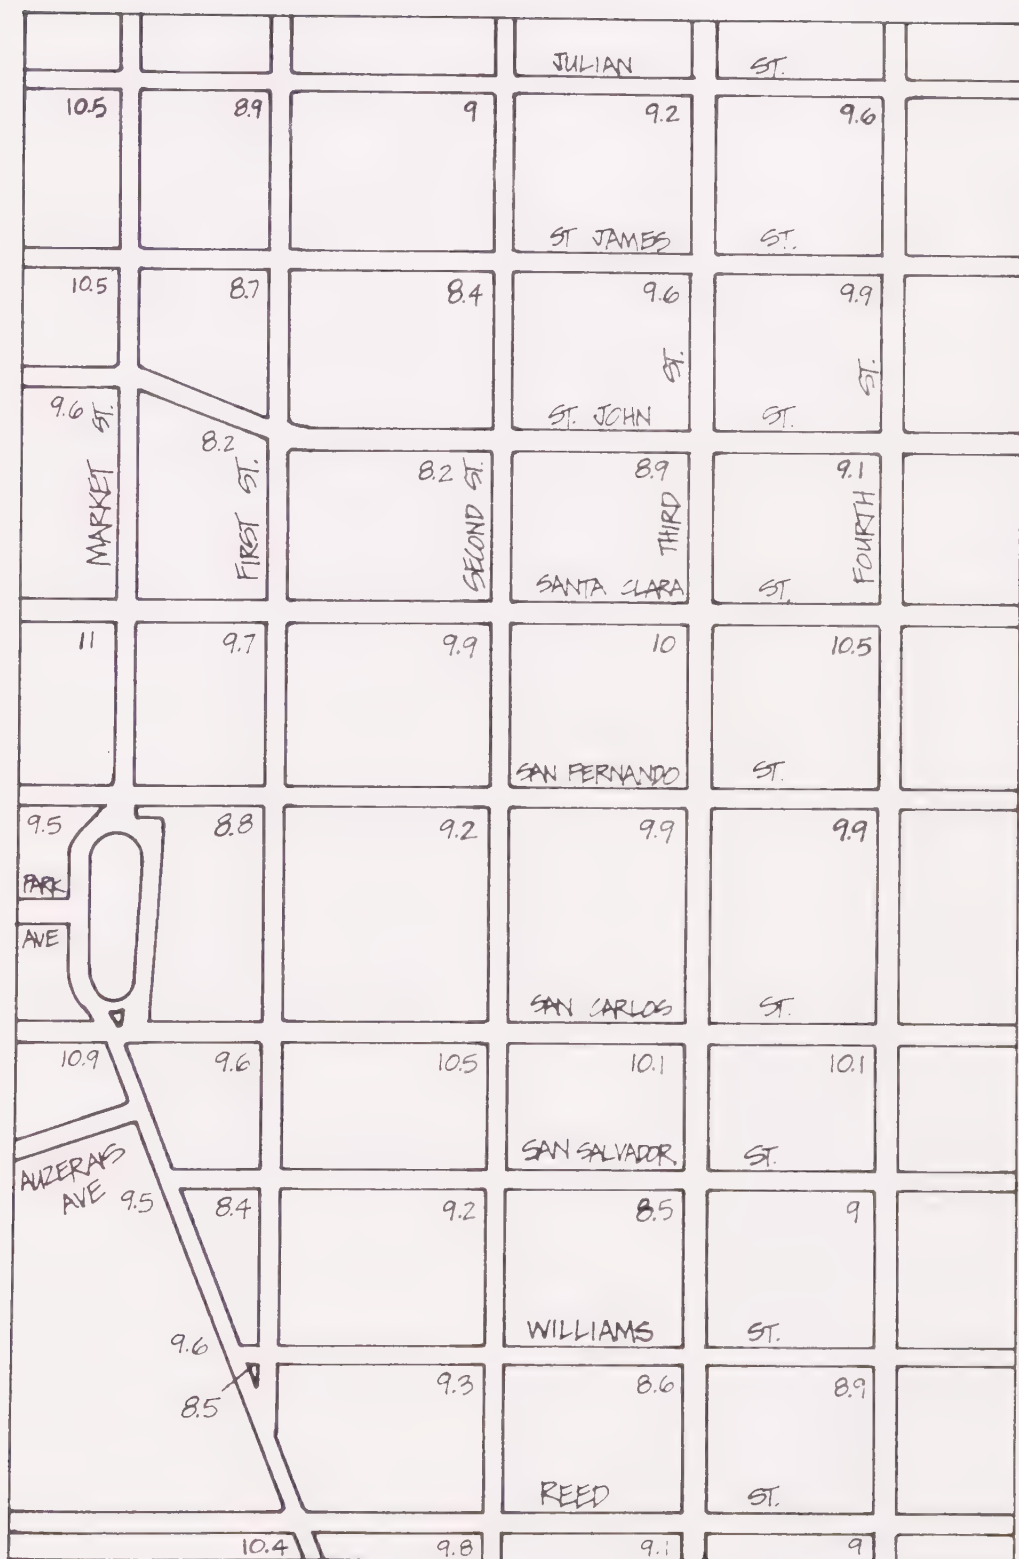 JULIAN ST.
10.5 8.9 9 9.2 9.6
ST JAMES ST.
10.5 8.7 8.4 9.6 9.9
ST. ST.
ST. JOHN ST.
9.6 8.2 8.2 8.9 9.1
MARKET ST.
FIRST ST.
SECOND ST.
THIRD
FOURTH
SANTA CLARA ST.
11 9.7 9.9 10 10.5
SAN FERNANDO ST.
9.5 8.8 9.2 9.9 9.9
PARK
AVE
SAN CARLOS ST.
10.9 9.6 10.5 10.1 10.1
SAN SALVADOR ST.
AUZERAIS
AVE
9.5 8.4 9.2 8.5 9
WILLIAMS ST.
9.6
8.5
9.3 8.6 8.9
REED ST.
10.4 9.8 9.1 9